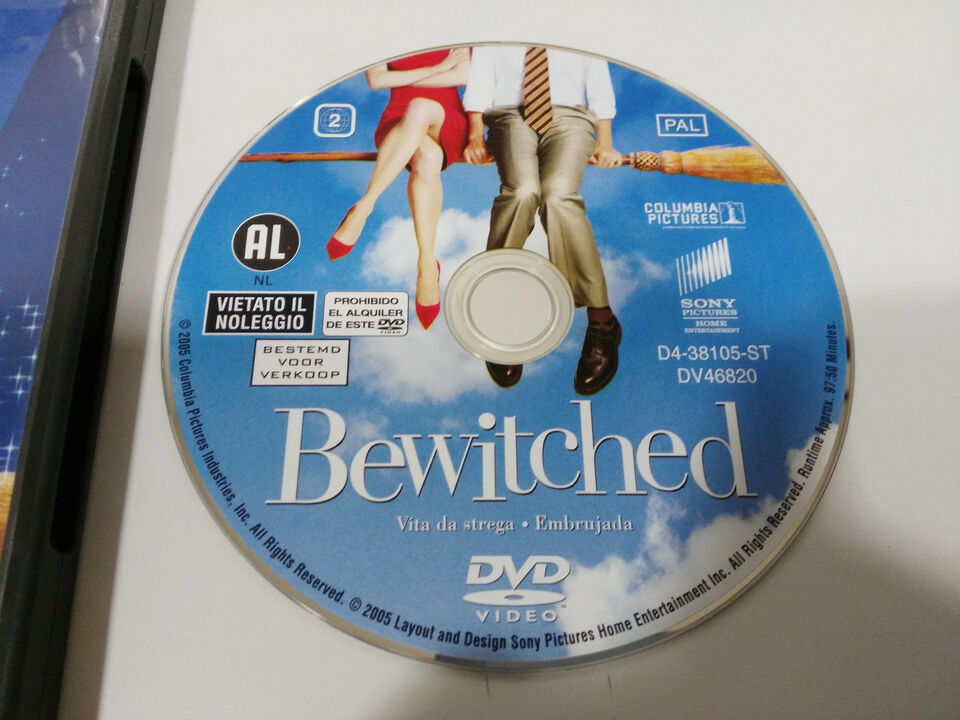 2
PAL
COLUMBIA
PICTURES
AL
NL
VIETATO IL
NOLEGGIO
PROHIBIDO
EL ALQUILER
DE ESTE DVD
VIDEO
BESTEMD
VOOR
VERKOOP
SONY
PICTURES
HOME
ENTERTAINMENT
D4-38105-ST
DV46820
Bewitched
Vita da strega • Embrujada
DVD
VIDEO™
© 2005 Columbia Pictures Industries, Inc. All Rights Reserved. © 2005 Layout and Design Sony Pictures Home Entertainment Inc. All Rights Reserved. Runtime Approx. 97:50 Minutes.